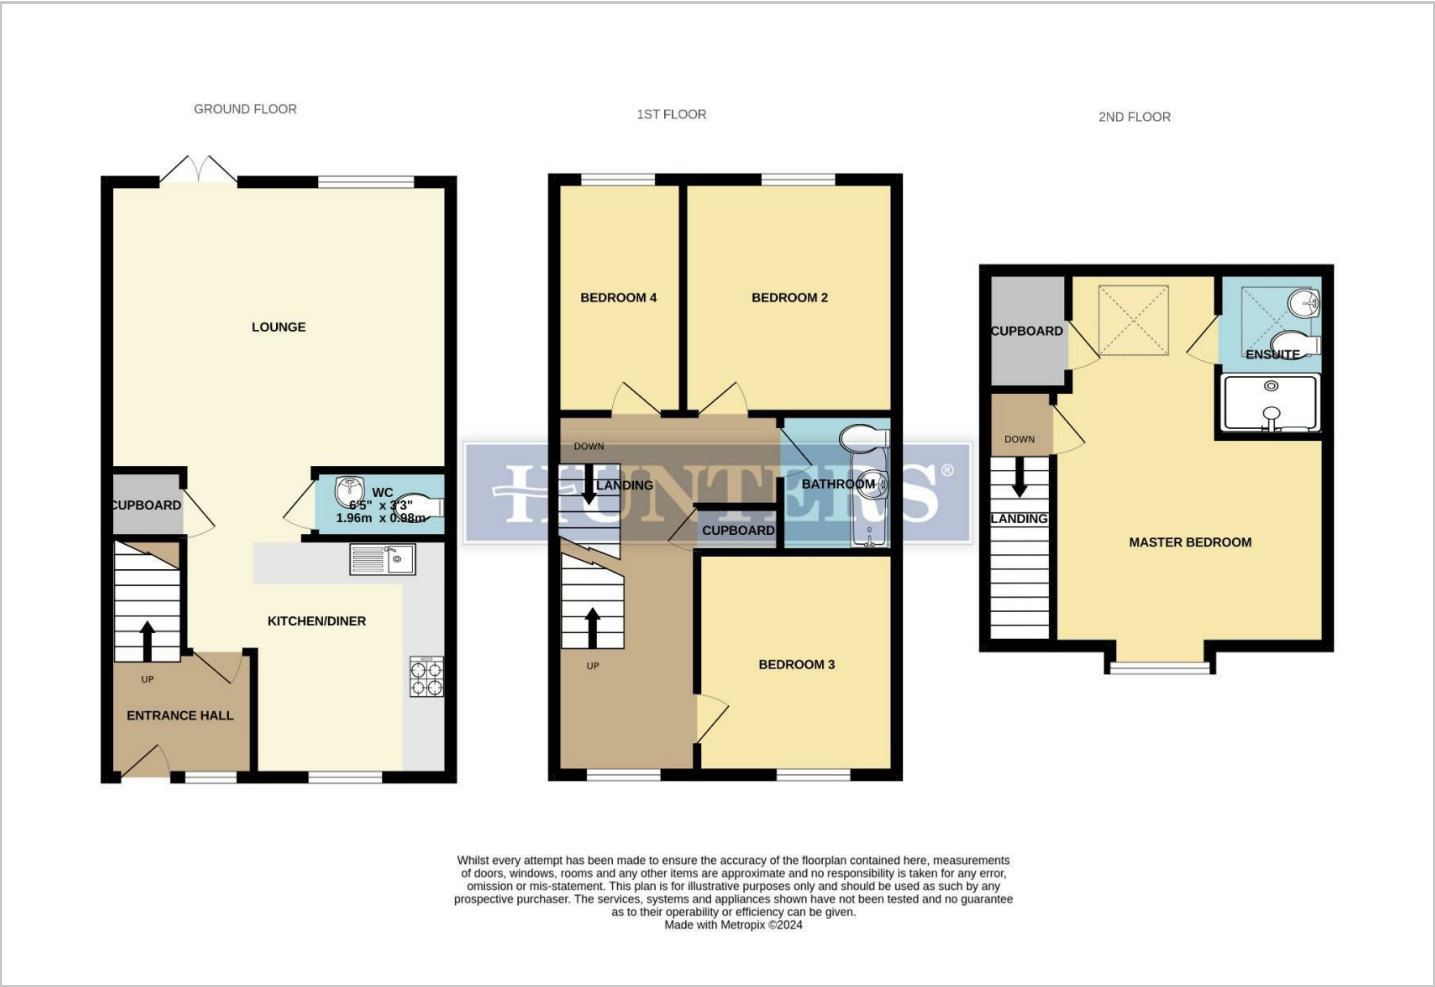 GROUND FLOOR
1ST FLOOR
2ND FLOOR
LOUNGE
CUPBOARD
WC
6'5" x 3'3"
1.96m x 0.98m
KITCHEN/DINER
UP
ENTRANCE HALL
BEDROOM 4
BEDROOM 2
DOWN
LANDING
BATHROOM
CUPBOARD
HUNTERS®
UP
BEDROOM 3
CUPBOARD
ENSUITE
DOWN
LANDING
MASTER BEDROOM
Whilst every attempt has been made to ensure the accuracy of the floorplan contained here, measurements
of doors, windows, rooms and any other items are approximate and no responsibility is taken for any error,
omission or mis-statement. This plan is for illustrative purposes only and should be used as such by any
prospective purchaser. The services, systems and appliances shown have not been tested and no guarantee
as to their operability or efficiency can be given.
Made with Metropix ©2024